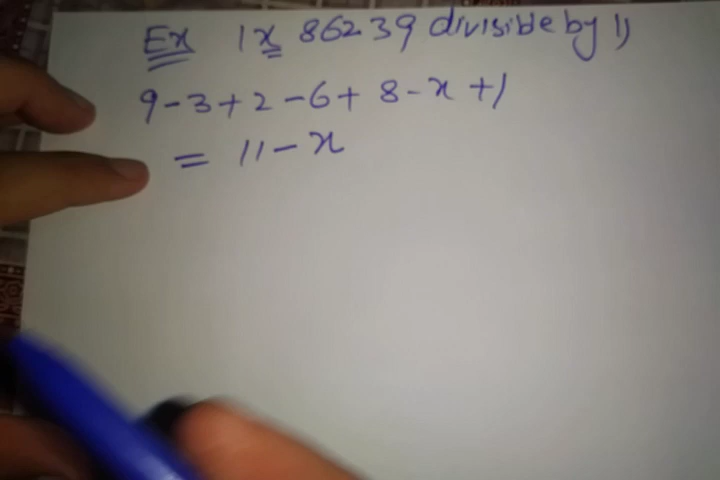 Ex 1x 86239 divisible by 11
9-3+2-6+8-x+1
= 11-x